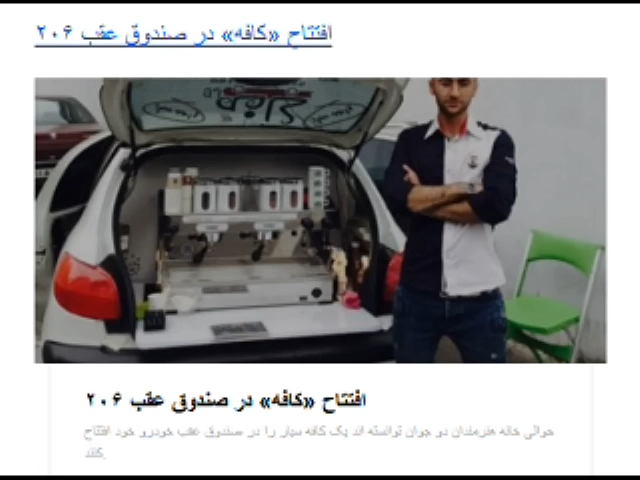 افتتاح «کافه» در صندوق عقب ۲۰۶
افتتاح «کافه» در صندوق عقب ۲۰۶
حوالی خانه هنرمندان دو جوان توانسته اند یک کافه سیار را در صندوق عقب خودرو خود افتتاح
کنند.